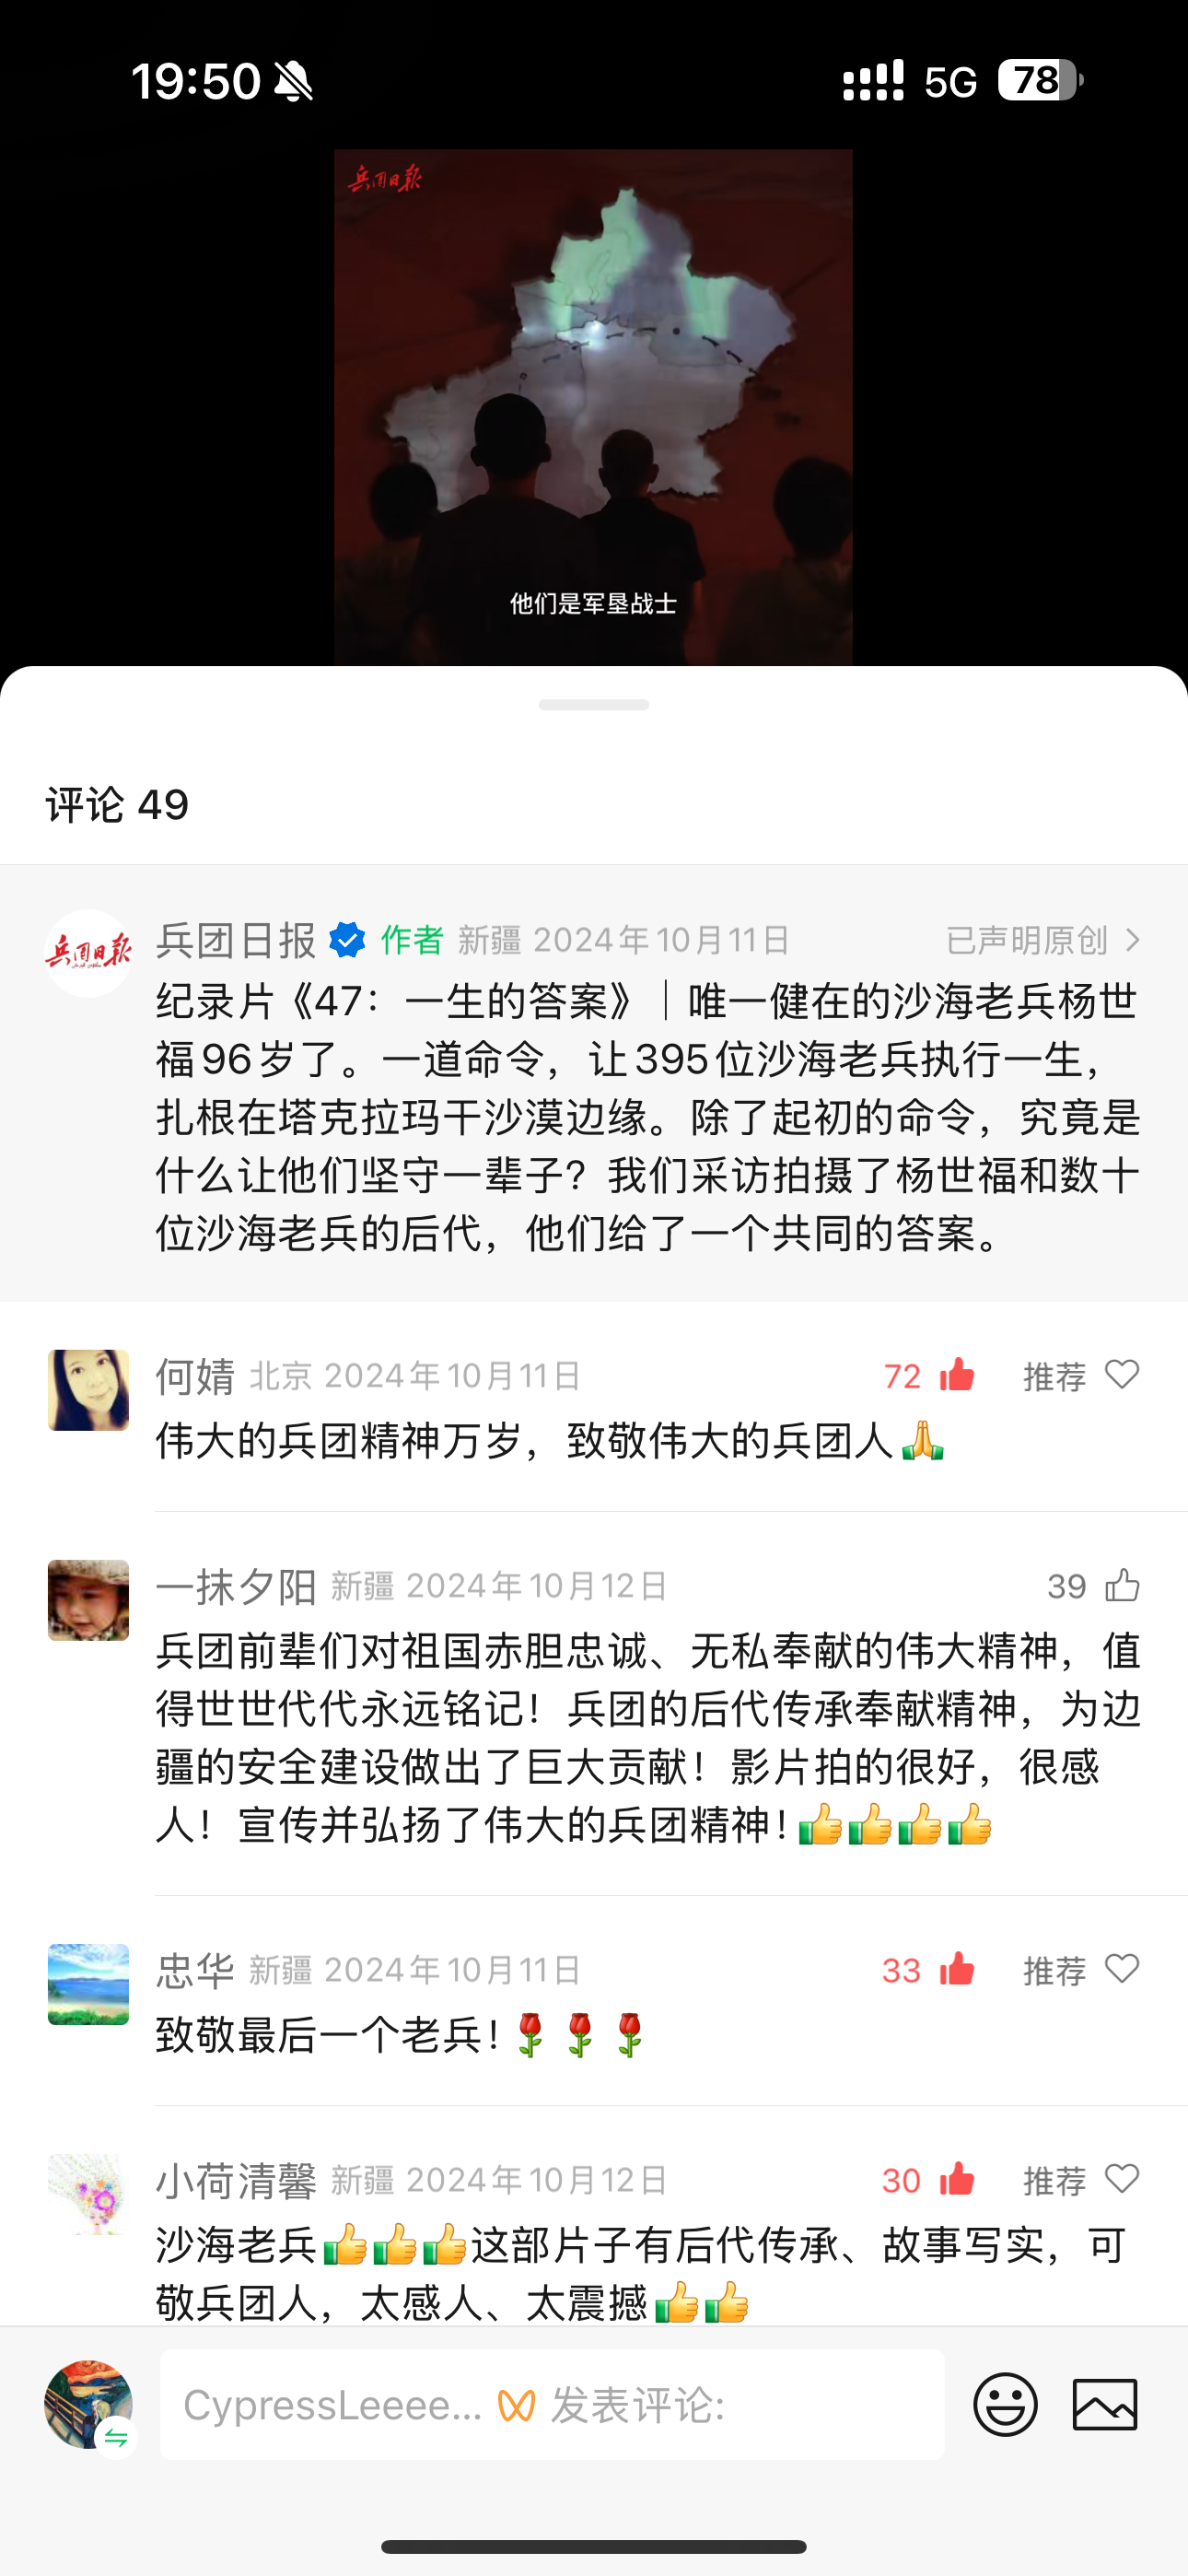 19:50
5G 78
兵团日报
他们是军垦战士
评论 49
兵团日报
兵团日报 作者 新疆 2024年10月11日 已声明原创
纪录片《47：一生的答案》｜唯一健在的沙海老兵杨世
福96岁了。一道命令，让395位沙海老兵执行一生，
扎根在塔克拉玛干沙漠边缘。除了起初的命令，究竟是
什么让他们坚守一辈子？我们采访拍摄了杨世福和数十
位沙海老兵的后代，他们给了一个共同的答案。
何婧 北京 2024年10月11日 72 推荐
伟大的兵团精神万岁，致敬伟大的兵团人🙏
一抹夕阳 新疆 2024年10月12日 39
兵团前辈们对祖国赤胆忠诚、无私奉献的伟大精神，值
得世世代代永远铭记！兵团的后代传承奉献精神，为边
疆的安全建设做出了巨大贡献！影片拍的很好，很感
人！宣传并弘扬了伟大的兵团精神！👍👍👍👍
忠华 新疆 2024年10月11日 33 推荐
致敬最后一个老兵！🌹🌹🌹
小荷清馨 新疆 2024年10月12日 30 推荐
沙海老兵👍👍👍这部片子有后代传承、故事写实，可
敬兵团人，太感人、太震撼👍👍
CypressLeeee... 发表评论: